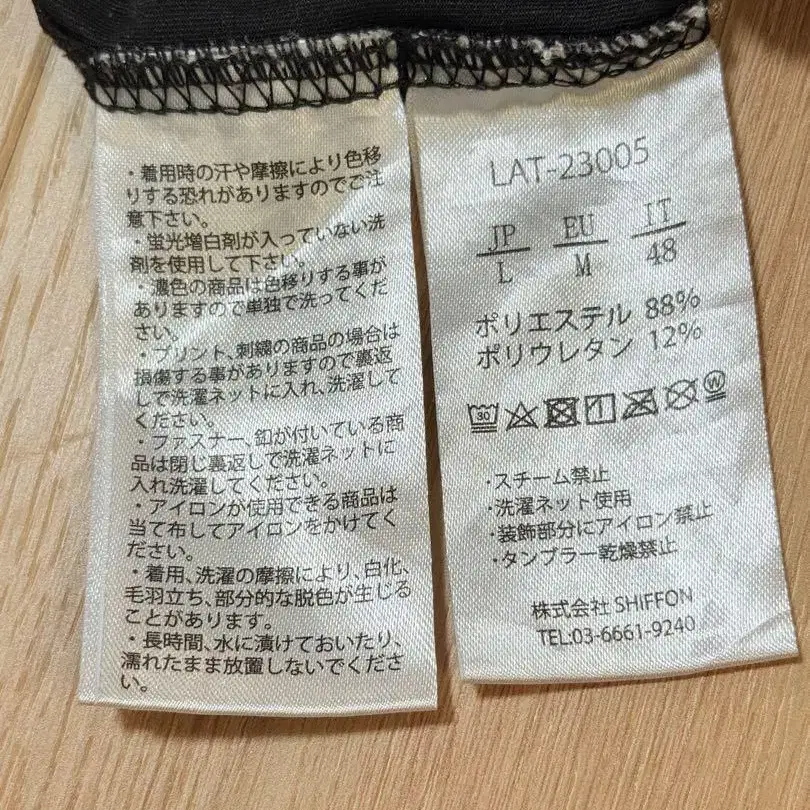 ・着用時の汗や摩擦により色移
りする恐れがありますのでご注
意下さい。
・蛍光増白剤が入っていない洗
剤を使用して下さい。
・濃色の商品は色移りする事が
ありますので単独で洗ってくだ
さい。
・プリント、刺繍の商品の場合は
損傷する事がありますので裏返
しで洗濯ネットに入れ、洗濯して
ください。
・ファスナー、釦が付いている商
品は閉じ裏返しで洗濯ネットに
入れ洗濯してください。
・アイロンが使用できる商品は
当て布してアイロンをかけてく
ださい。
・着用、洗濯の摩擦により、白化、
毛羽立ち、部分的な脱色が生じる
ことがあります。
・長時間、水に漬けておいたり、
濡れたまま放置しないでくださ
い。
LAT-23005
JP EU IT
L M 48
ポリエステル 88%
ポリウレタン 12%
30 W
・スチーム禁止
・洗濯ネット使用
・装飾部分にアイロン禁止
・タンブラー乾燥禁止
株式会社 SHIFFON
TEL:03-6661-9240